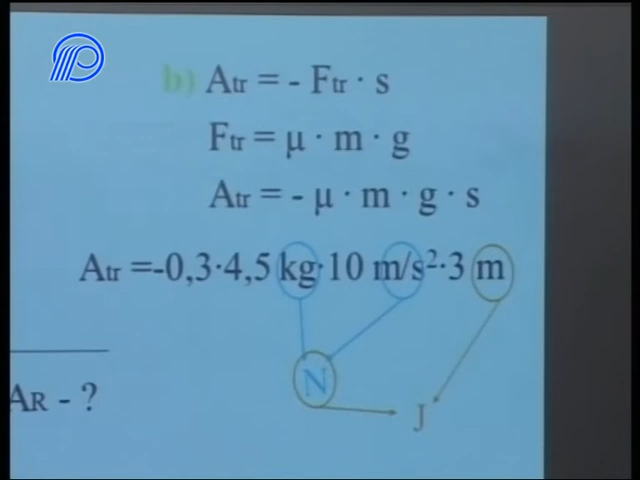 b) Atr = - Ftr · s
Ftr = μ · m · g
Atr = - μ · m · g · s
Atr =-0,3·4,5 kg·10 m/s²·3 m
N
AR - ?
J